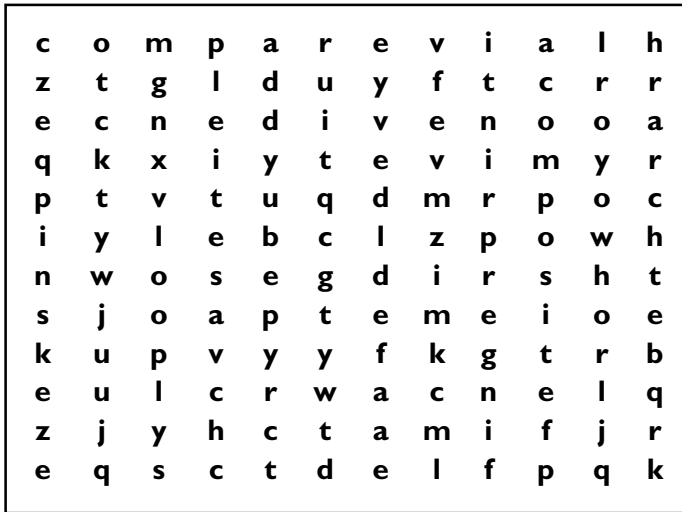 c o m p a r e v i a l h
z t g l d u y f t c r r
e c n e d i v e n o o a
q k x i y t e v i m y r
p t v t u q d m r p o c
i y l e b c l z p o w h
n w o s e g d i r s h t
s j o a p t e m e i o e
k u p v y y f k g t r b
e u l c r w a c n e l q
z j y h c t a m i f j r
e q s c t d e l f p q k